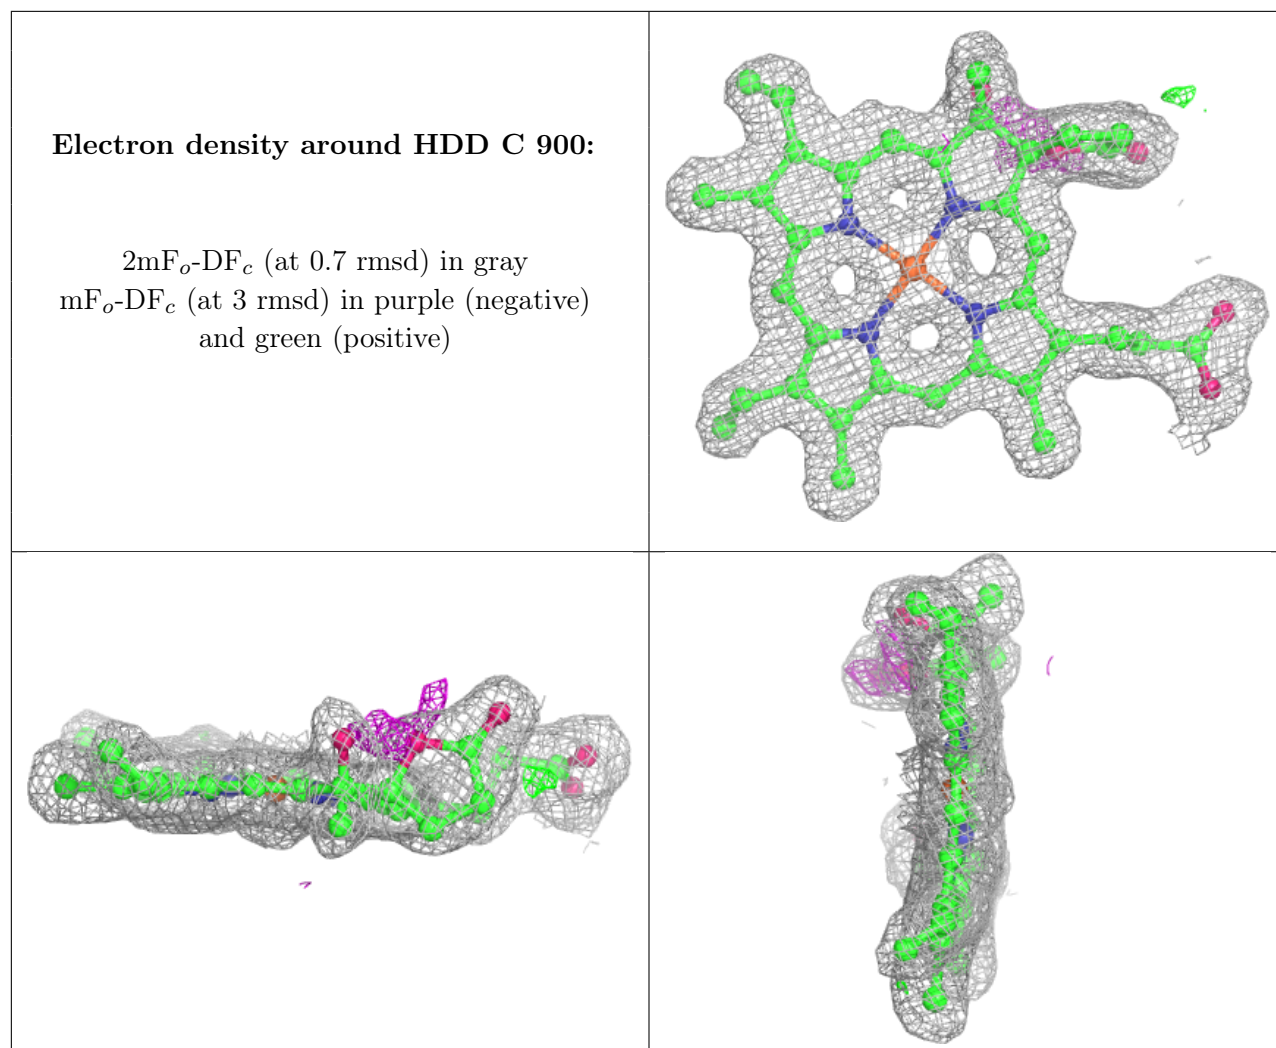 Electron density around HDD C 900:
2mFo-DFc (at 0.7 rmsd) in gray
mFo-DFc (at 3 rmsd) in purple (negative)
and green (positive)